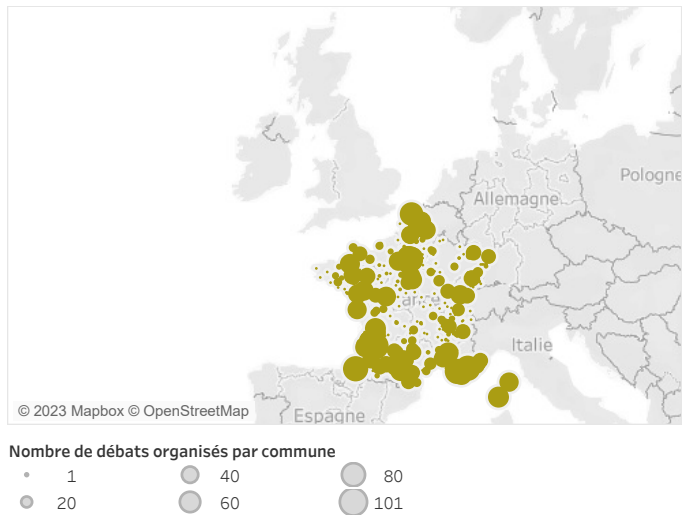 Pologne
Allemagne
France
Italie
© 2023 Mapbox © OpenStreetMap
Espagne
Nombre de débats organisés par commune
1 40 80
20 60 101